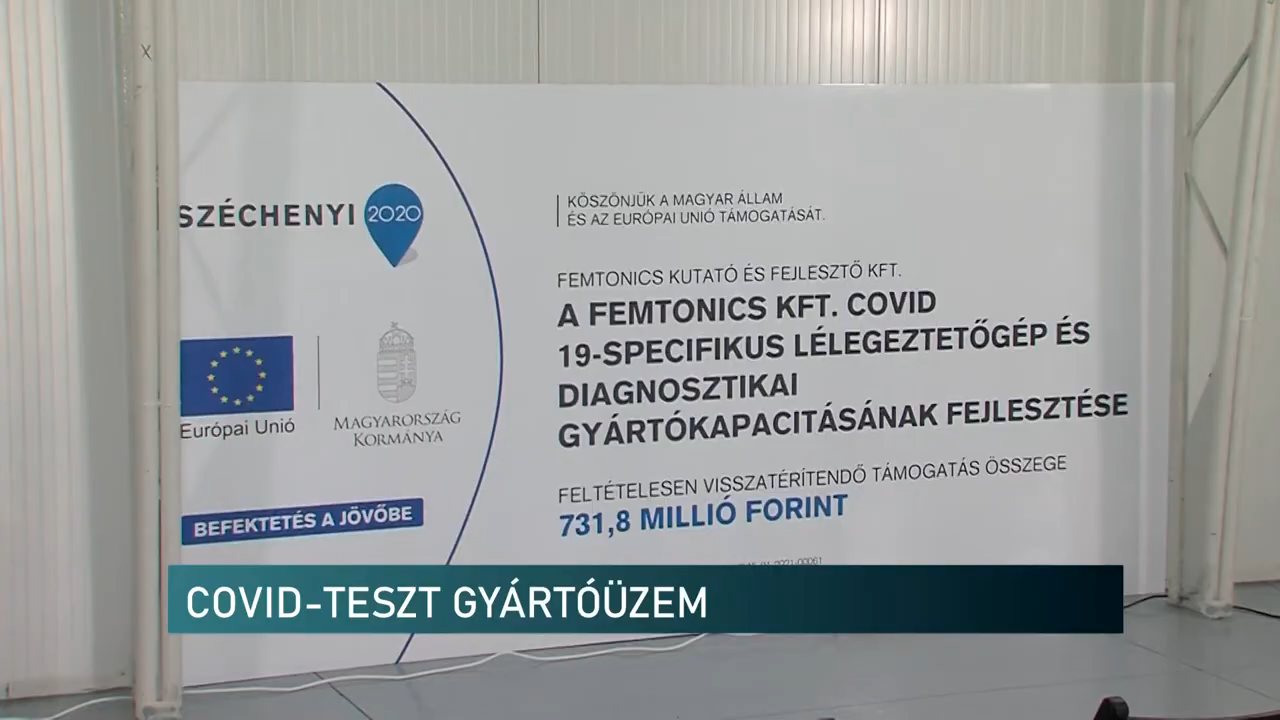 SZÉCHENYI 2020
KÖSZÖNJÜK A MAGYAR ÁLLAM
ÉS AZ EURÓPAI UNIÓ TÁMOGATÁSÁT.
FEMTONICS KUTATÓ ÉS FEJLESZTŐ KFT.
A FEMTONICS KFT. COVID
19-SPECIFIKUS LÉLEGEZTETŐGÉP ÉS
DIAGNOSZTIKAI
GYÁRTÓKAPACITÁSÁNAK FEJLESZTÉSE
Európai Unió
MAGYARORSZÁG
KORMÁNYA
FELTÉTELESEN VISSZATÉRÍTENDŐ TÁMOGATÁS ÖSSZEGE
731,8 MILLIÓ FORINT
BEFEKTETÉS A JÖVŐBE
COVID-TESZT GYÁRTÓÜZEM